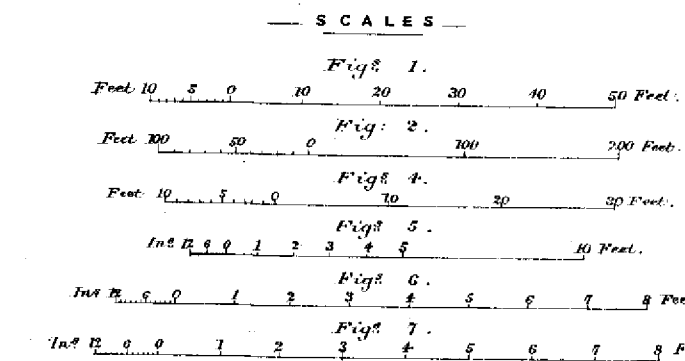 SCALES
Figs 1.
Feet 10 5 0 10 20 30 40 50 Feet.
Fig: 2.
Feet 100 50 0 100 200 Feet.
Figs 4.
Feet 10 5 0 10 20 30 Feet.
Figs 5.
Ins 12 6 0 1 2 3 4 5 10 Feet.
Figs 6.
Ins 12 6 0 1 2 3 4 5 6 7 8 Fee
Figs 7.
Ins 12 6 0 1 2 3 4 5 6 7 8 F